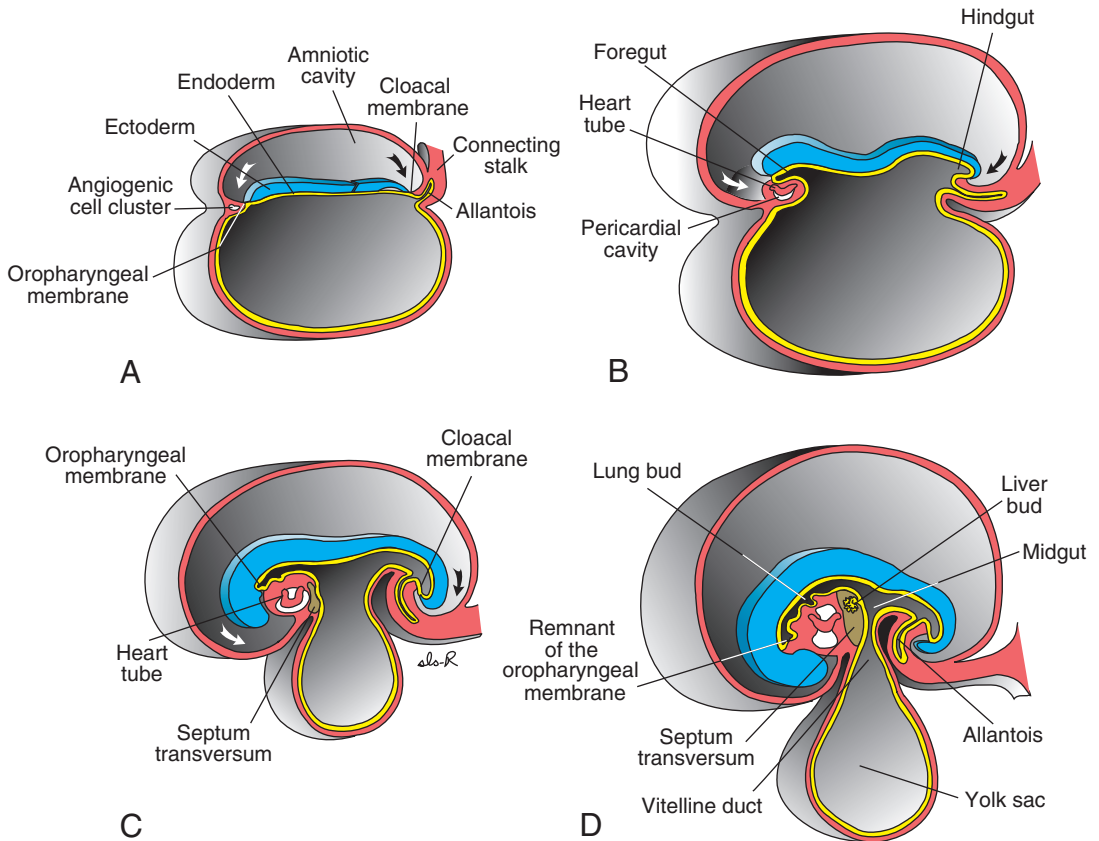 Amniotic
cavity
Endoderm
Cloacal
membrane
Ectoderm
Connecting
stalk
Angiogenic
cell cluster
Allantois
Oropharyngeal
membrane
A
Hindgut
Foregut
Heart
tube
Pericardial
cavity
B
Oropharyngeal
membrane
Cloacal
membrane
Heart
tube
sls-R
Septum
transversum
C
Lung bud
Liver
bud
Midgut
Remnant
of the
oropharyngeal
membrane
Septum
transversum
Allantois
Vitelline duct
Yolk sac
D